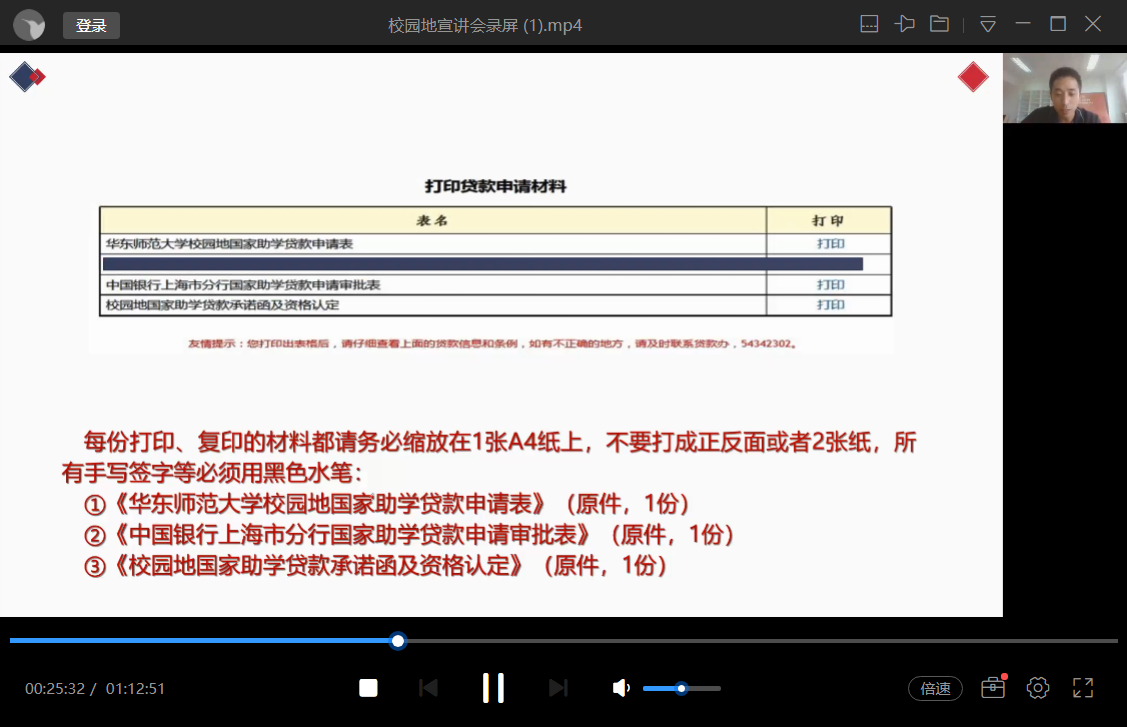 登录
校园地宣讲会录屏 (1).mp4
打印贷款申请材料
表 名 打 印
华东师范大学校园地国家助学贷款申请表 打印
中国银行上海市分行国家助学贷款申请审批表 打印
校园地国家助学贷款承诺函及资格认定 打印
友情提示：您打印出表格后，请仔细查看上面的贷款信息和条例，如有不正确的地方，请及时联系贷款办，54342302。
每份打印、复印的材料都请务必缩放在1张A4纸上，不要打成正反面或者2张纸，所
有手写签字等必须用黑色水笔：
①《华东师范大学校园地国家助学贷款申请表》（原件，1份）
②《中国银行上海市分行国家助学贷款申请审批表》（原件，1份）
③《校园地国家助学贷款承诺函及资格认定》（原件，1份）
00:25:32 / 01:12:51
倍速